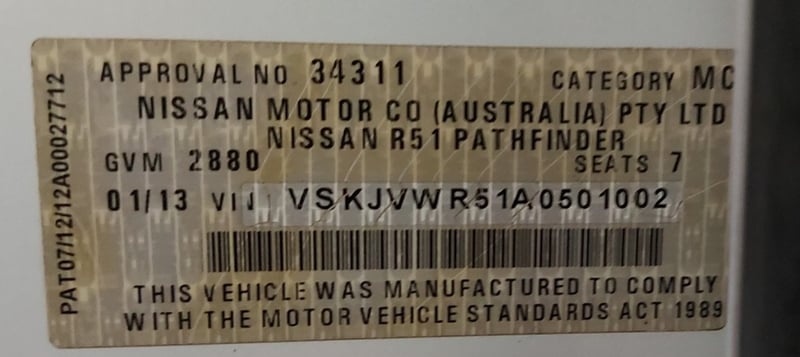 APPROVAL NO 34311 CATEGORY MC
NISSAN MOTOR CO (AUSTRALIA) PTY LTD
NISSAN R51 PATHFINDER
GVM 2880 SEATS 7
01/13 VIN VSKJVWR51A0501002
THIS VEHICLE WAS MANUFACTURED TO COMPLY
WITH THE MOTOR VEHICLE STANDARDS ACT 1989
PAT07/12/12A00027712